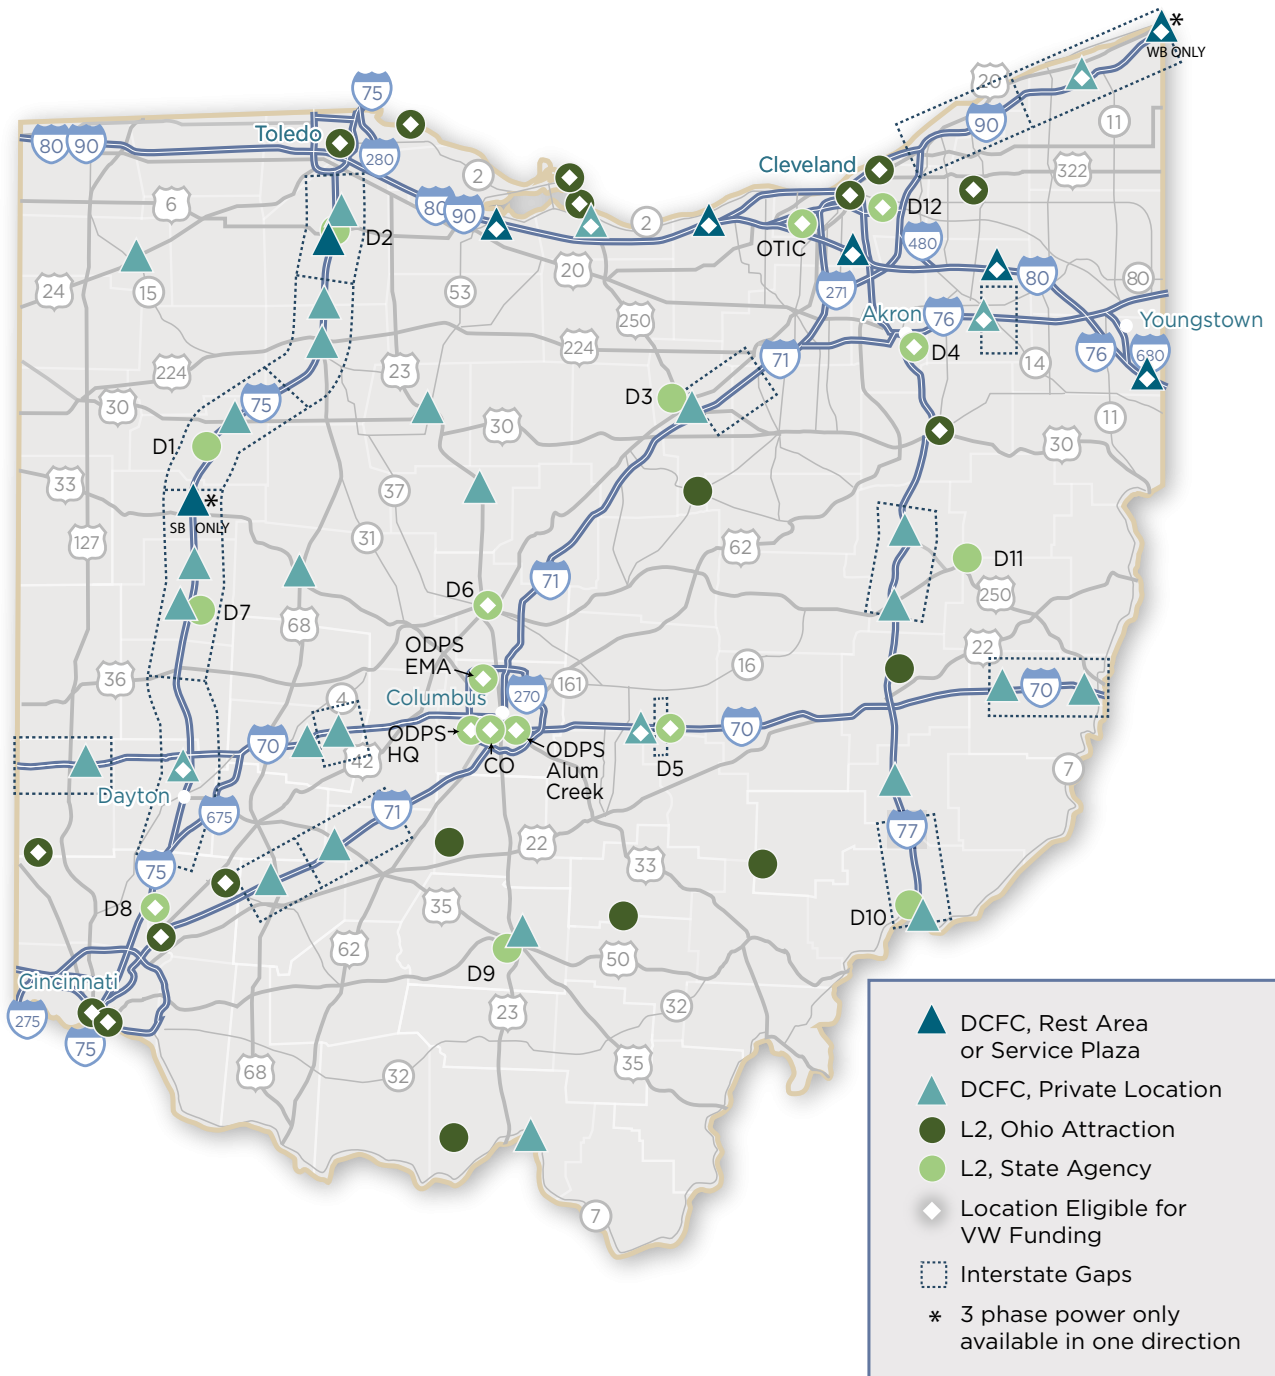 *
WB ONLY
75
20
90
11
Toledo
80
90
280
2
Cleveland
322
6
80
90
D12
D2
2
OTIC
480
24
15
53
20
271
80
80
250
Akron
76
Youngstown
224
D4
224
71
14
76
680
23
30
75
D3
11
30
D1
30
33
37
*
SB ONLY
127
31
62
D11
71
D6
250
D7
68
ODPS
EMA
22
36
16
161
4
Columbus
270
70
70
ODPS
HQ
70
42
CO
ODPS
Alum
Creek
D5
7
Dayton
675
71
77
22
75
33
35
D8
D10
62
50
D9
Cincinnati
275
23
32
75
68
32
35
7
DCFC, Rest Area
or Service Plaza
DCFC, Private Location
L2, Ohio Attraction
L2, State Agency
Location Eligible for
VW Funding
Interstate Gaps
* 3 phase power only
available in one direction